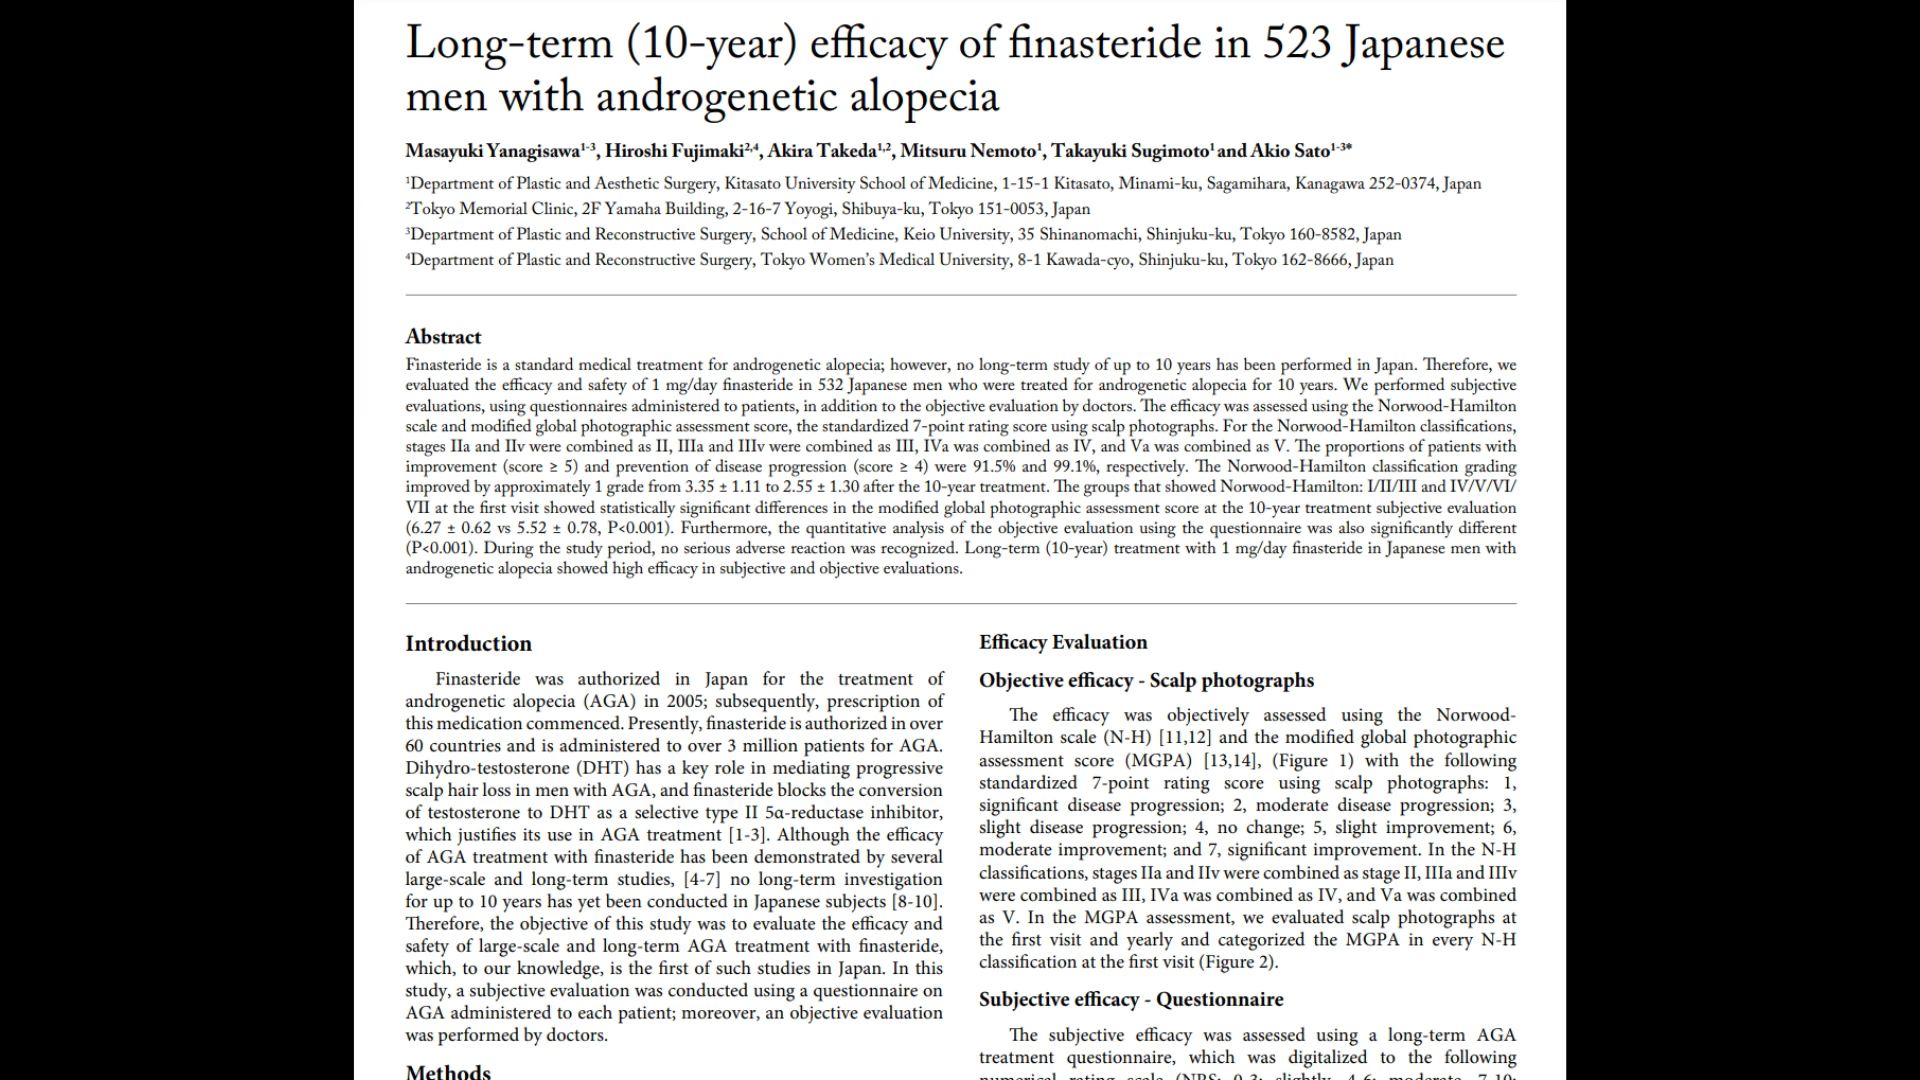 Long-term (10-year) efficacy of finasteride in 523 Japanese
men with androgenetic alopecia
Masayuki Yanagisawa1-3, Hiroshi Fujimaki2,4, Akira Takeda1,2, Mitsuru Nemoto1, Takayuki Sugimoto1 and Akio Sato1-3*
1Department of Plastic and Aesthetic Surgery, Kitasato University School of Medicine, 1-15-1 Kitasato, Minami-ku, Sagamihara, Kanagawa 252-0374, Japan
2Tokyo Memorial Clinic, 2F Yamaha Building, 2-16-7 Yoyogi, Shibuya-ku, Tokyo 151-0053, Japan
3Department of Plastic and Reconstructive Surgery, School of Medicine, Keio University, 35 Shinanomachi, Shinjuku-ku, Tokyo 160-8582, Japan
4Department of Plastic and Reconstructive Surgery, Tokyo Women's Medical University, 8-1 Kawada-cyo, Shinjuku-ku, Tokyo 162-8666, Japan
Abstract
Finasteride is a standard medical treatment for androgenetic alopecia; however, no long-term study of up to 10 years has been performed in Japan. Therefore, we
evaluated the efficacy and safety of 1 mg/day finasteride in 532 Japanese men who were treated for androgenetic alopecia for 10 years. We performed subjective
evaluations, using questionnaires administered to patients, in addition to the objective evaluation by doctors. The efficacy was assessed using the Norwood-Hamilton
scale and modified global photographic assessment score, the standardized 7-point rating score using scalp photographs. For the Norwood-Hamilton classifications,
stages IIa and IIv were combined as II, IIIa and IIIv were combined as III, IVa was combined as IV, and Va was combined as V. The proportions of patients with
improvement (score ≥ 5) and prevention of disease progression (score ≥ 4) were 91.5% and 99.1%, respectively. The Norwood-Hamilton classification grading
improved by approximately 1 grade from 3.35 ± 1.11 to 2.55 ± 1.30 after the 10-year treatment. The groups that showed Norwood-Hamilton: I/II/III and IV/V/VI/
VII at the first visit showed statistically significant differences in the modified global photographic assessment score at the 10-year treatment subjective evaluation
(6.27 ± 0.62 vs 5.52 ± 0.78, P<0.001). Furthermore, the quantitative analysis of the objective evaluation using the questionnaire was also significantly different
(P<0.001). During the study period, no serious adverse reaction was recognized. Long-term (10-year) treatment with 1 mg/day finasteride in Japanese men with
androgenetic alopecia showed high efficacy in subjective and objective evaluations.
Introduction
Finasteride was authorized in Japan for the treatment of
androgenetic alopecia (AGA) in 2005; subsequently, prescription of
this medication commenced. Presently, finasteride is authorized in over
60 countries and is administered to over 3 million patients for AGA.
Dihydro-testosterone (DHT) has a key role in mediating progressive
scalp hair loss in men with AGA, and finasteride blocks the conversion
of testosterone to DHT as a selective type II 5α-reductase inhibitor,
which justifies its use in AGA treatment [1-3]. Although the efficacy
of AGA treatment with finasteride has been demonstrated by several
large-scale and long-term studies, [4-7] no long-term investigation
for up to 10 years has yet been conducted in Japanese subjects [8-10].
Therefore, the objective of this study was to evaluate the efficacy and
safety of large-scale and long-term AGA treatment with finasteride,
which, to our knowledge, is the first of such studies in Japan. In this
study, a subjective evaluation was conducted using a questionnaire on
AGA administered to each patient; moreover, an objective evaluation
was performed by doctors.
Methods
Efficacy Evaluation
Objective efficacy - Scalp photographs
The efficacy was objectively assessed using the Norwood-
Hamilton scale (N-H) [11,12] and the modified global photographic
assessment score (MGPA) [13,14], (Figure 1) with the following
standardized 7-point rating score using scalp photographs: 1,
significant disease progression; 2, moderate disease progression; 3,
slight disease progression; 4, no change; 5, slight improvement; 6,
moderate improvement; and 7, significant improvement. In the N-H
classifications, stages IIa and IIv were combined as stage II, IIIa and IIIv
were combined as III, IVa was combined as IV, and Va was combined
as V. In the MGPA assessment, we evaluated scalp photographs at
the first visit and yearly and categorized the MGPA in every N-H
classification at the first visit (Figure 2).
Subjective efficacy - Questionnaire
The subjective efficacy was assessed using a long-term AGA
treatment questionnaire, which was digitalized to the following
numerical rating scale (NRS: 0-3: slightly, 4-6: moderate, 7-10: